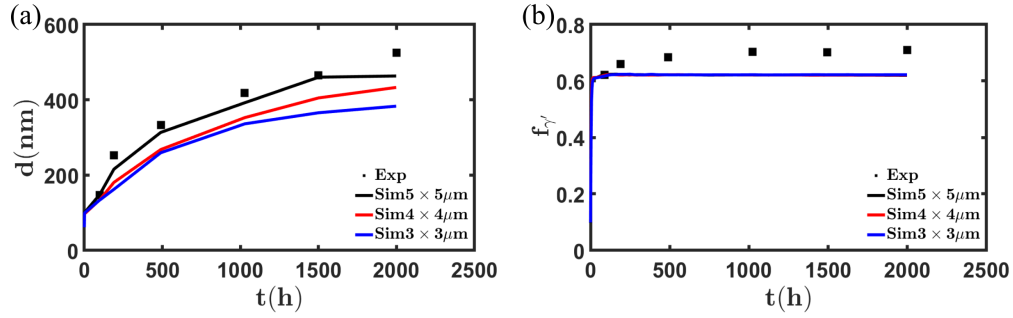 (a)
600
400
200
0
d(nm)
Exp
Sim5 × 5μm
Sim4 × 4μm
Sim3 × 3μm
0 500 1000 1500 2000 2500
t(h)
(b)
0.8
0.6
0.4
0.2
0
fγ′
Exp
Sim5 × 5μm
Sim4 × 4μm
Sim3 × 3μm
0 500 1000 1500 2000 2500
t(h)